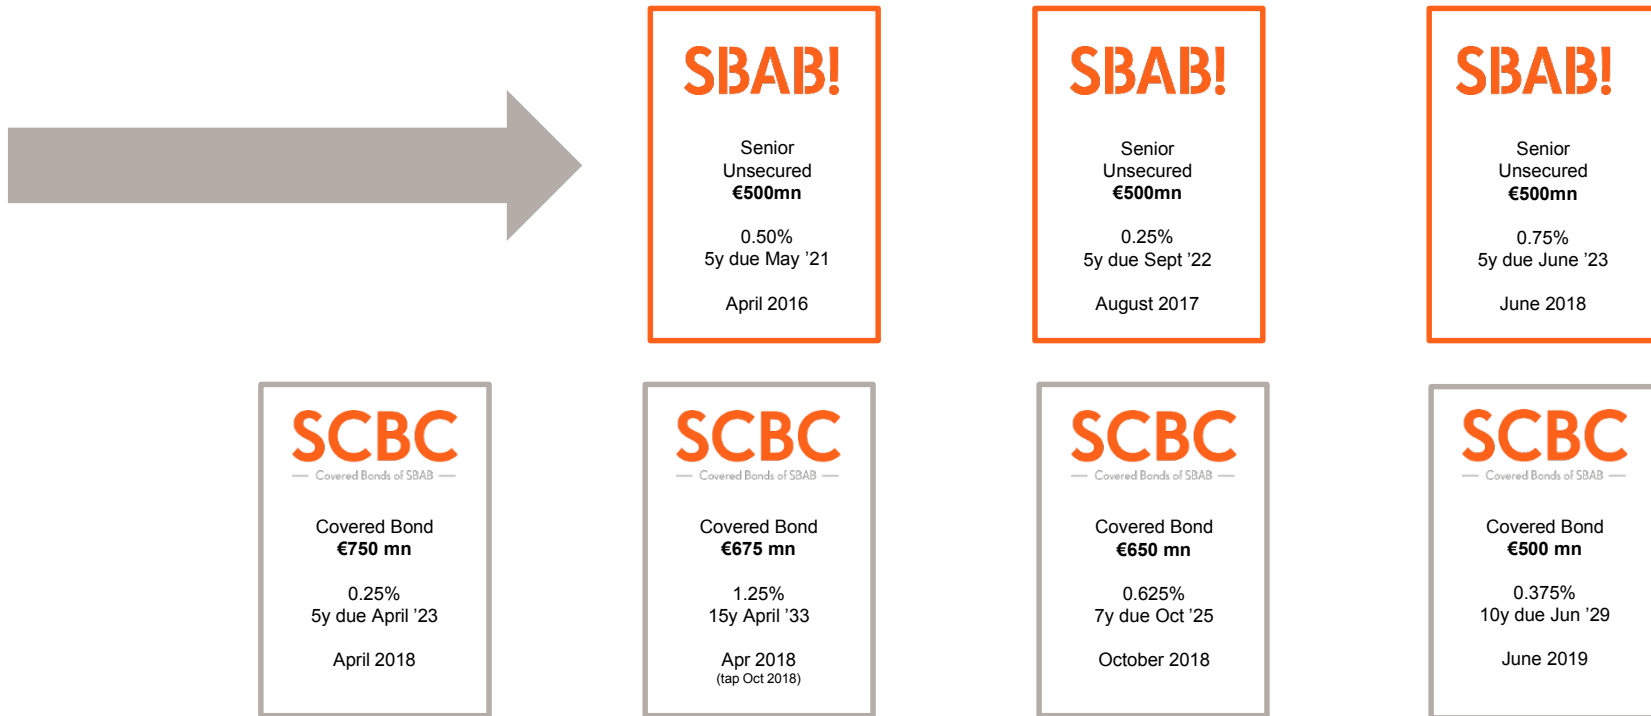 SBAB!
Senior
Unsecured
€500mn
0.50%
5y due May ’21
April 2016
SBAB!
Senior
Unsecured
€500mn
0.25%
5y due Sept ’22
August 2017
SBAB!
Senior
Unsecured
€500mn
0.75%
5y due June ’23
June 2018
SCBC
Covered Bonds of SBAB
Covered Bond
€750 mn
0.25%
5y due April ’23
April 2018
SCBC
Covered Bonds of SBAB
Covered Bond
€675 mn
1.25%
15y April ’33
Apr 2018
(tap Oct 2018)
SCBC
Covered Bonds of SBAB
Covered Bond
€650 mn
0.625%
7y due Oct ’25
October 2018
SCBC
Covered Bonds of SBAB
Covered Bond
€500 mn
0.375%
10y due Jun ’29
June 2019